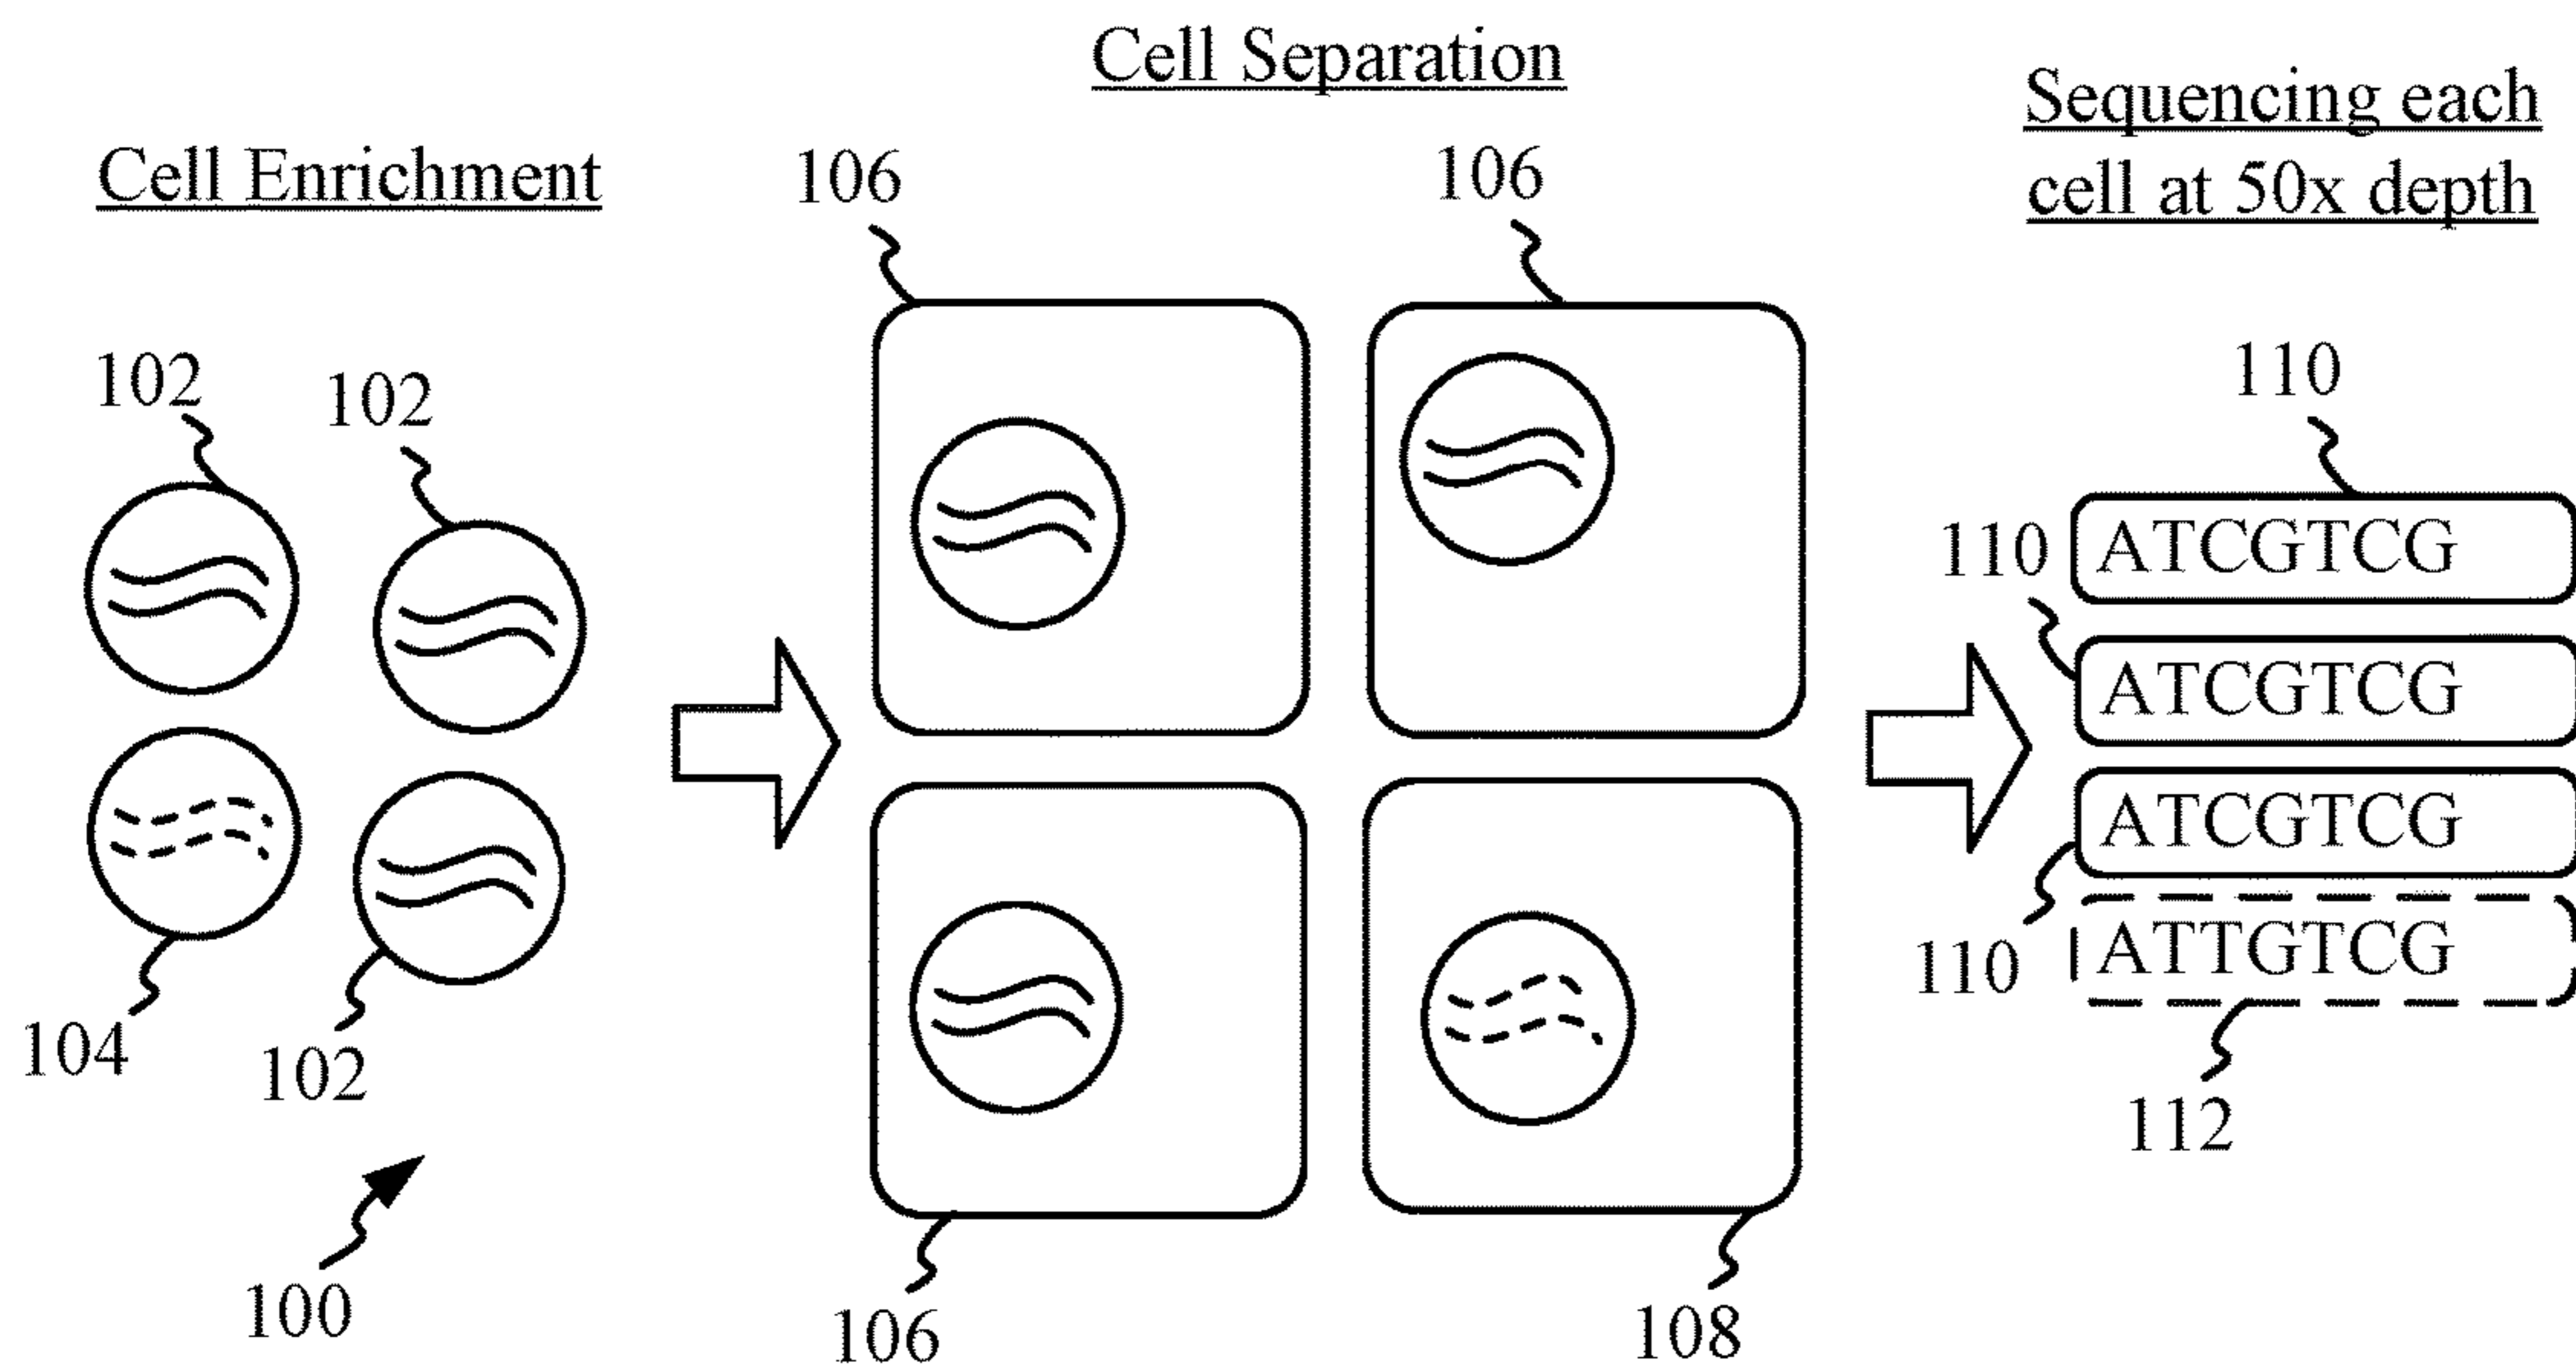 Cell Enrichment
102
102
104
102
100
Cell Separation
106
106
106
108
Sequencing each
cell at 50x depth
110
ATCGTCG
110
ATCGTCG
ATCGTCG
110
ATTGTCG
112